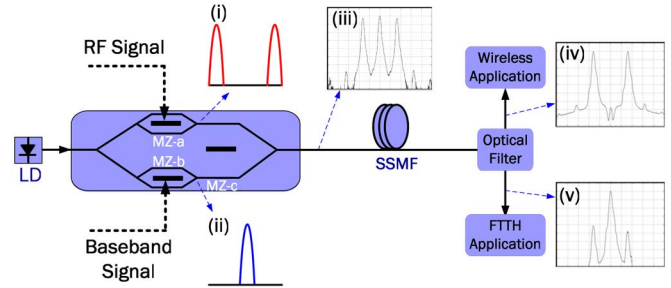 (i)
(iii)
RF Signal
(iv)
Wireless
Application
MZ-a
MZ-b
MZ-c
LD
SSMF
Optical
Filter
(ii)
(v)
Baseband
Signal
FTTH
Application